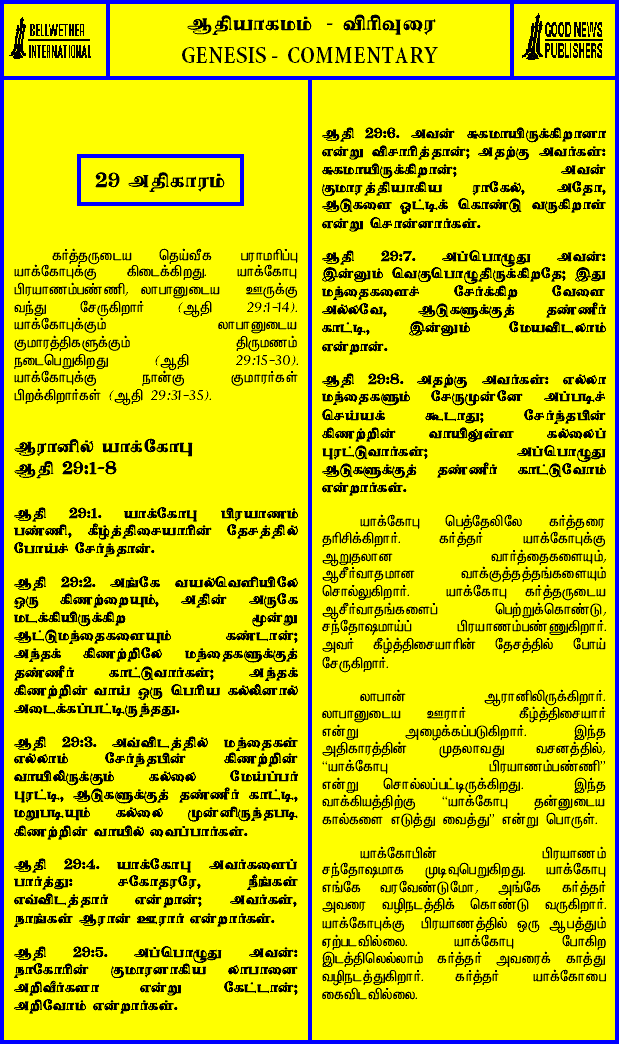 BELLWETHER
INTERNATIONAL
ஆதியாகமம் - விரிவுரை
GENESIS - COMMENTARY
GOOD NEWS
PUBLISHERS
29 அதிகாரம்
கர்த்தருடைய தெய்வீக பராமரிப்பு
யாக்கோபுக்கு கிடைக்கிறது. யாக்கோபு
பிரயாணம்பண்ணி, லாபானுடைய ஊருக்கு
வந்து சேருகிறார் (ஆதி 29:1-14).
யாக்கோபுக்கும் லாபானுடைய
குமாரத்திகளுக்கும் திருமணம்
நடைபெறுகிறது (ஆதி 29:15-30).
யாக்கோபுக்கு நான்கு குமாரர்கள்
பிறக்கிறார்கள் (ஆதி 29:31-35).
ஆரானில் யாக்கோபு
ஆதி 29:1-8
ஆதி 29:1. யாக்கோபு பிரயாணம்
பண்ணி, கீழ்த்திசையாரின் தேசத்தில்
போய்ச் சேர்ந்தான்.
ஆதி 29:2. அங்கே வயல்வெளியிலே
ஒரு கிணற்றையும், அதின் அருகே
மடக்கியிருக்கிற மூன்று
ஆட்டுமந்தைகளையும் கண்டான்;
அந்தக் கிணற்றிலே மந்தைகளுக்குத்
தண்ணீர் காட்டுவார்கள்; அந்தக்
கிணற்றின் வாய் ஒரு பெரிய கல்லினால்
அடைக்கப்பட்டிருந்தது.
ஆதி 29:3. அவ்விடத்தில் மந்தைகள்
எல்லாம் சேர்ந்தபின் கிணற்றின்
வாயிலிருக்கும் கல்லை மேய்ப்பர்
புரட்டி, ஆடுகளுக்குத் தண்ணீர் காட்டி,
மறுபடியும் கல்லை முன்னிருந்தபடி
கிணற்றின் வாயில் வைப்பார்கள்.
ஆதி 29:4. யாக்கோபு அவர்களைப்
பார்த்து: சகோதரரே, நீங்கள்
எவ்விடத்தார் என்றான்; அவர்கள்,
நாங்கள் ஆரான் ஊரார் என்றார்கள்.
ஆதி 29:5. அப்பொழுது அவன்:
நாகோரின் குமாரனாகிய லாபானை
அறிவீர்களா என்று கேட்டான்;
அறிவோம் என்றார்கள்.
ஆதி 29:6. அவன் சுகமாயிருக்கிறானா
என்று விசாரித்தான்; அதற்கு அவர்கள்:
சுகமாயிருக்கிறான்; அவன்
குமாரத்தியாகிய ராகேல், அதோ,
ஆடுகளை ஓட்டிக் கொண்டு வருகிறாள்
என்று சொன்னார்கள்.
ஆதி 29:7. அப்பொழுது அவன்:
இன்னும் வெகுபொழுதிருக்கிறதே; இது
மந்தைகளைச் சேர்க்கிற வேளை
அல்லவே, ஆடுகளுக்குத் தண்ணீர்
காட்டி, இன்னும் மேயவிடலாம்
என்றான்.
ஆதி 29:8. அதற்கு அவர்கள்: எல்லா
மந்தைகளும் சேருமுன்னே அப்படிச்
செய்யக் கூடாது; சேர்ந்தபின்
கிணற்றின் வாயிலுள்ள கல்லைப்
புரட்டுவார்கள்; அப்பொழுது
ஆடுகளுக்குத் தண்ணீர் காட்டுவோம்
என்றார்கள்.
யாக்கோபு பெத்தேலிலே கர்த்தரை
தரிசிக்கிறார். கர்த்தர் யாக்கோபுக்கு
ஆறுதலான வார்த்தைகளையும்,
ஆசீர்வாதமான வாக்குத்தத்தங்களையும்
சொல்லுகிறார். யாக்கோபு கர்த்தருடைய
ஆசீர்வாதங்களைப் பெற்றுக்கொண்டு,
சந்தோஷமாய்ப் பிரயாணம்பண்ணுகிறார்.
அவர் கீழ்த்திசையாரின் தேசத்தில் போய்
சேருகிறார்.
லாபான் ஆரானிலிருக்கிறார்.
லாபானுடைய ஊரார் கீழ்த்திசையார்
என்று அழைக்கப்படுகிறார். இந்த
அதிகாரத்தின் முதலாவது வசனத்தில்,
“யாக்கோபு பிரயாணம்பண்ணி”
என்று சொல்லப்பட்டிருக்கிறது. இந்த
வாக்கியத்திற்கு “யாக்கோபு தன்னுடைய
கால்களை எடுத்து வைத்து” என்று பொருள்.
யாக்கோபின் பிரயாணம்
சந்தோஷமாக முடிவுபெறுகிறது. யாக்கோபு
எங்கே வரவேண்டுமோ, அங்கே கர்த்தர்
அவரை வழிநடத்திக் கொண்டு வருகிறார்.
யாக்கோபுக்கு பிரயாணத்தில் ஒரு ஆபத்தும்
ஏற்படவில்லை. யாக்கோபு போகிற
இடத்திலெல்லாம் கர்த்தர் அவரைக் காத்து
வழிநடத்துகிறார். கர்த்தர் யாக்கோபை
கைவிடவில்லை.